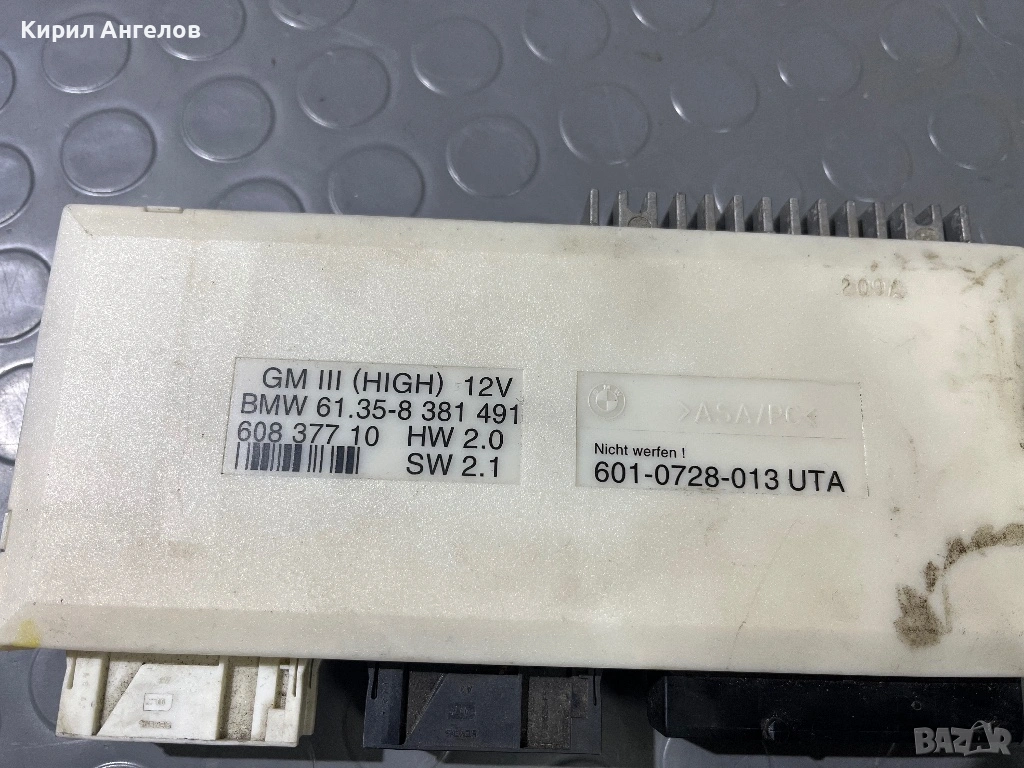 Кирил Ангелов
GM III (HIGH) 12V
BMW 61.35-8 381 491
608 377 10 HW 2.0
SW 2.1
>ASA/PC<
Nicht werfen !
601-0728-013 UTA
BAZAR